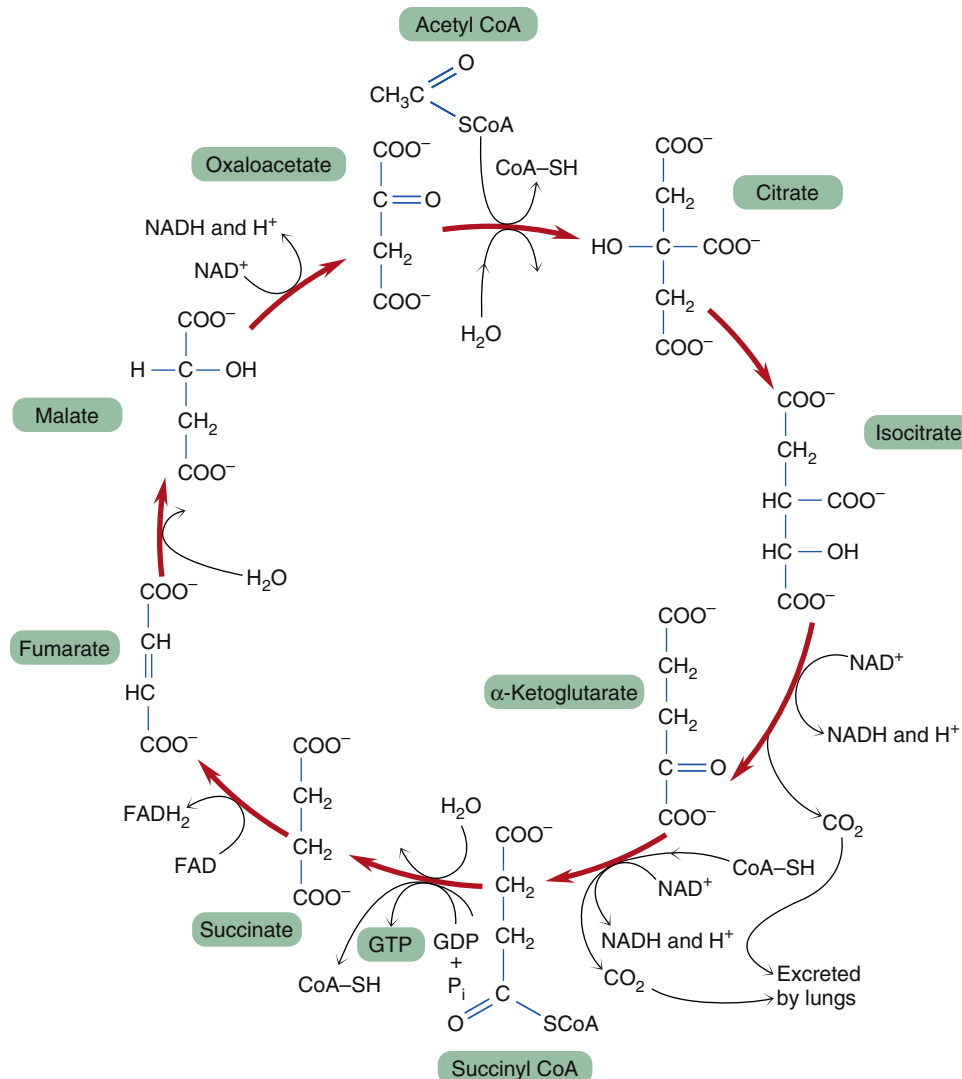 Acetyl CoA
O
CH₃C
SCoA
Oxaloacetate
COO⁻
C=O
CH₂
COO⁻
CoA–SH
H₂O
Citrate
COO⁻
CH₂
HO—C—COO⁻
CH₂
COO⁻
Isocitrate
COO⁻
CH₂
HC—COO⁻
HC—OH
COO⁻
NAD⁺
NADH and H⁺
CO₂
α-Ketoglutarate
COO⁻
CH₂
CH₂
C=O
COO⁻
CoA–SH
NAD⁺
NADH and H⁺
CO₂
Excreted
by lungs
Succinyl CoA
COO⁻
CH₂
CH₂
C
O
SCoA
H₂O
GDP
+
Pᵢ
GTP
CoA–SH
Succinate
COO⁻
CH₂
CH₂
COO⁻
FAD
FADH₂
Fumarate
COO⁻
CH
HC
COO⁻
H₂O
Malate
COO⁻
H—C—OH
CH₂
COO⁻
NAD⁺
NADH and H⁺